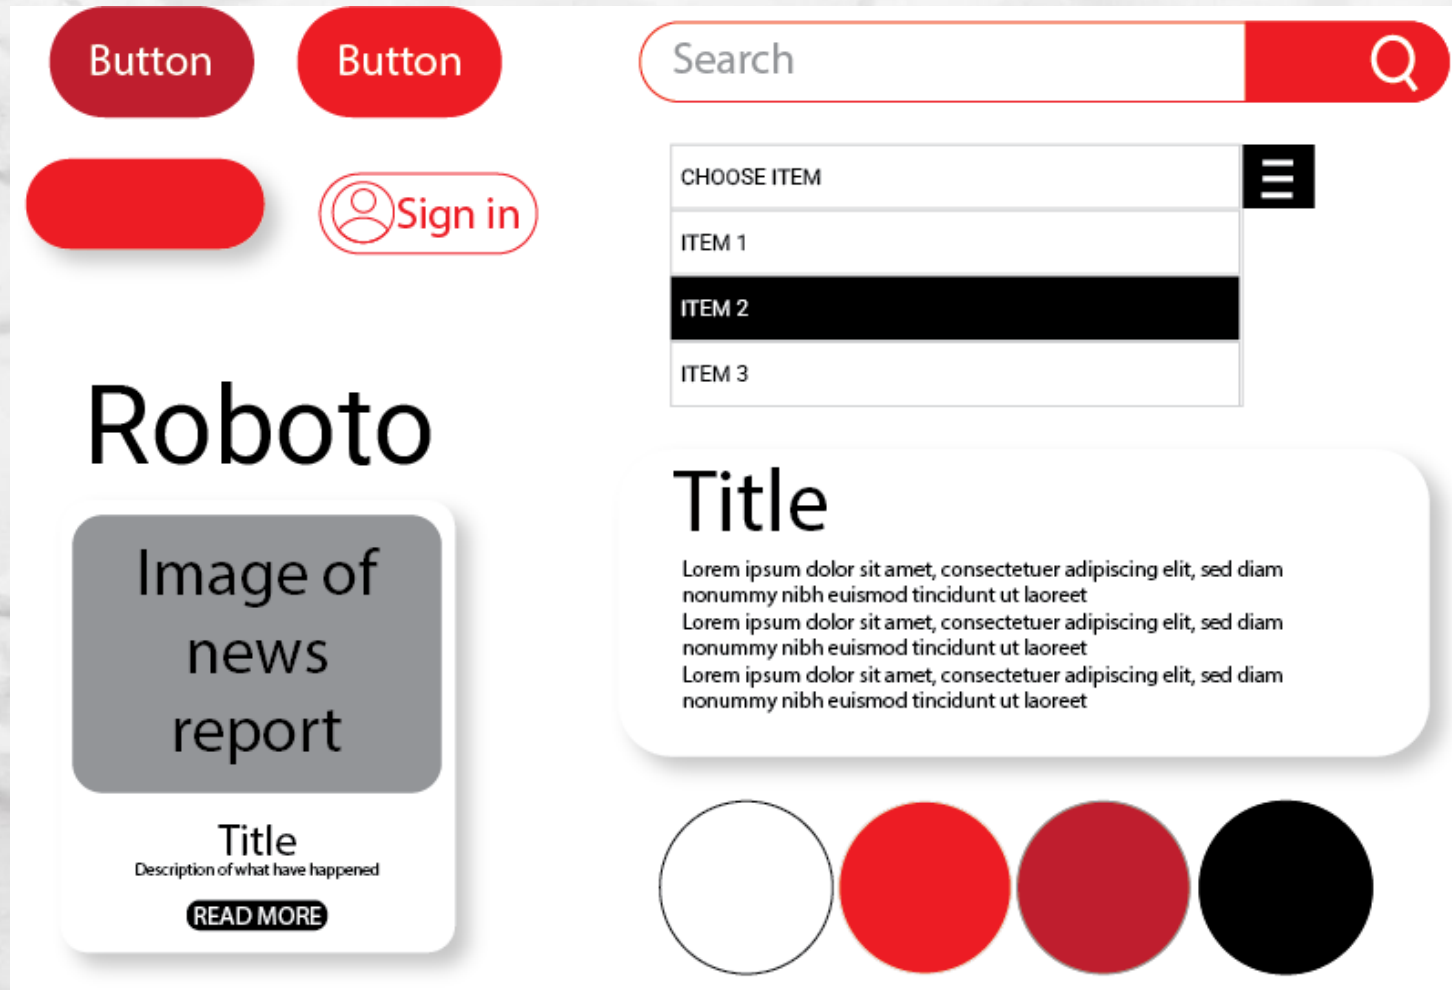 Button
Button
Search
Sign in
CHOOSE ITEM
ITEM 1
ITEM 2
ITEM 3
Roboto
Image of
news
report
Title
Description of what have happened
READ MORE
Title
Lorem ipsum dolor sit amet, consectetuer adipiscing elit, sed diam
nonummy nibh euismod tincidunt ut laoreet
Lorem ipsum dolor sit amet, consectetuer adipiscing elit, sed diam
nonummy nibh euismod tincidunt ut laoreet
Lorem ipsum dolor sit amet, consectetuer adipiscing elit, sed diam
nonummy nibh euismod tincidunt ut laoreet